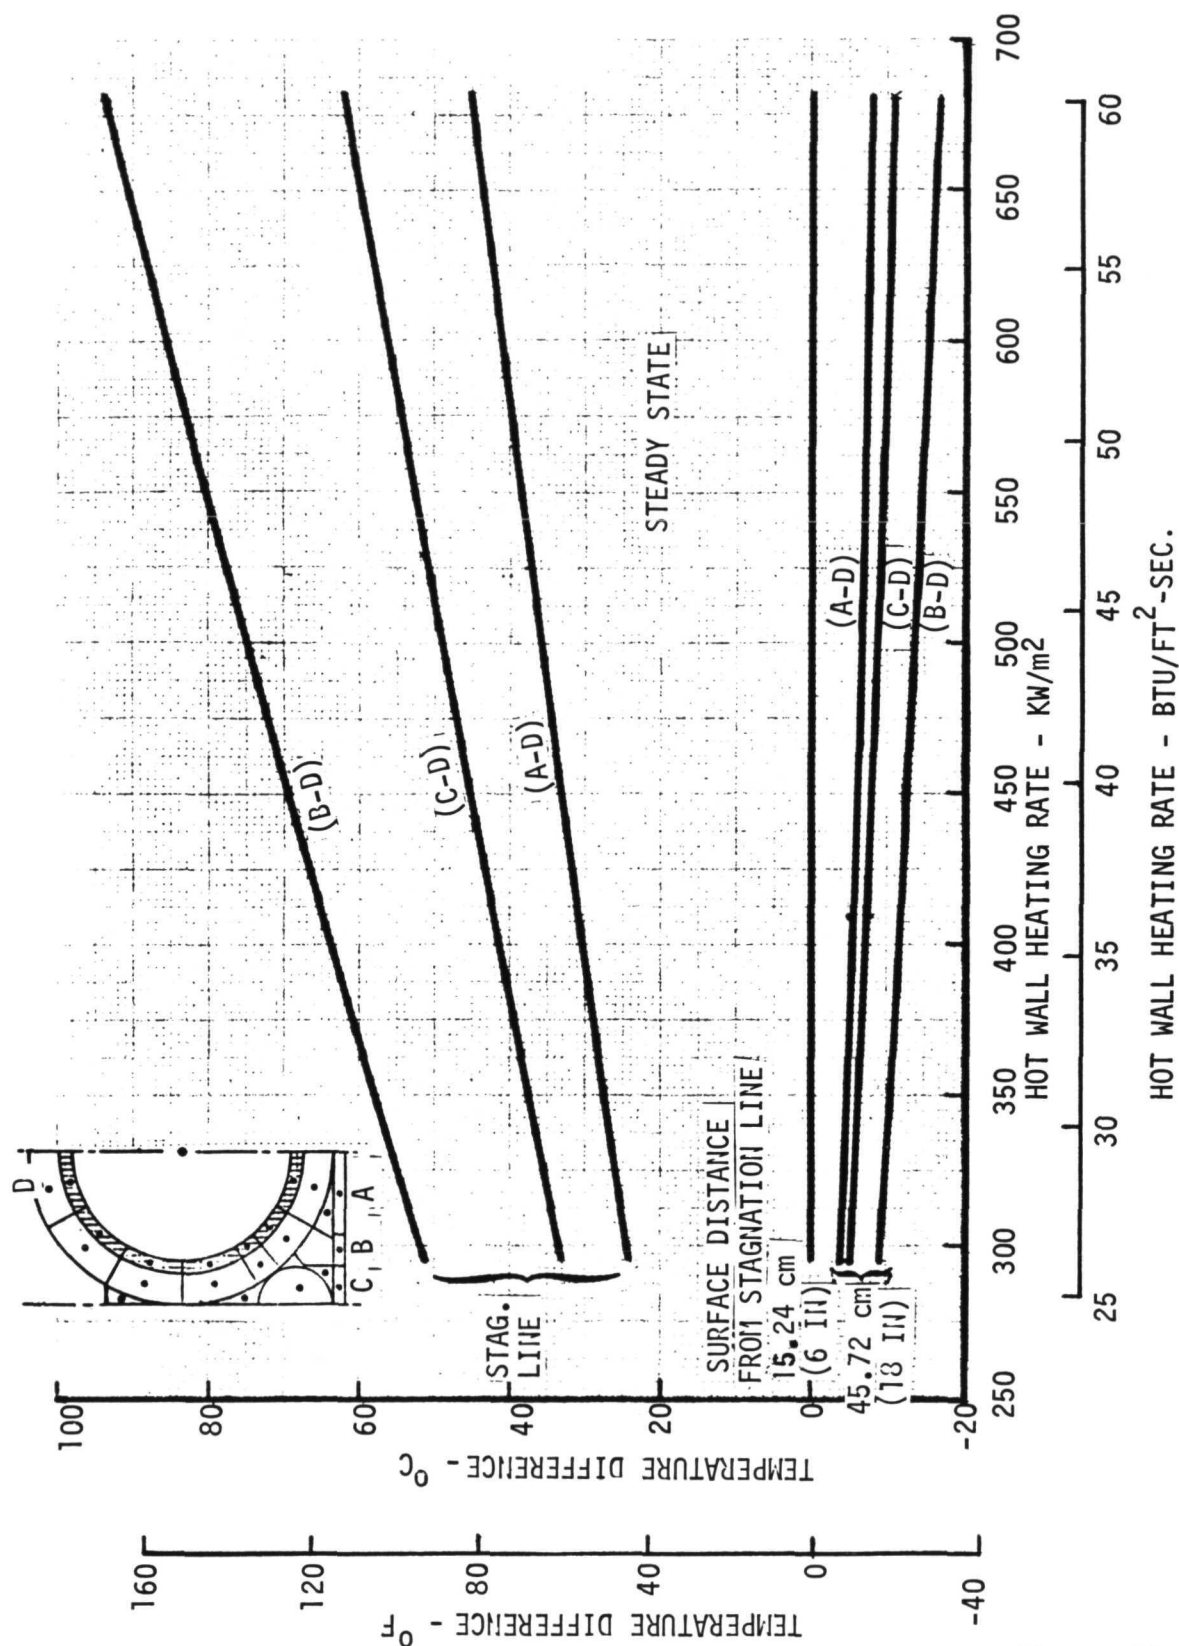 D
C
B
A
TEMPERATURE DIFFERENCE - °F
160
120
80
40
0
-40
TEMPERATURE DIFFERENCE - °C
100
80
60
40
20
0
-20
STAG.
LINE
(B-D)
(C-D)
(A-D)
STEADY STATE
SURFACE DISTANCE
FROM STAGNATION LINE
15.24 cm
(6 IN)
45.72 cm
(18 IN)
(A-D)
(C-D)
(B-D)
250
300
350
400
450
500
550
600
650
700
HOT WALL HEATING RATE - KW/m²
25
30
35
40
45
50
55
60
HOT WALL HEATING RATE - BTU/FT²-SEC.